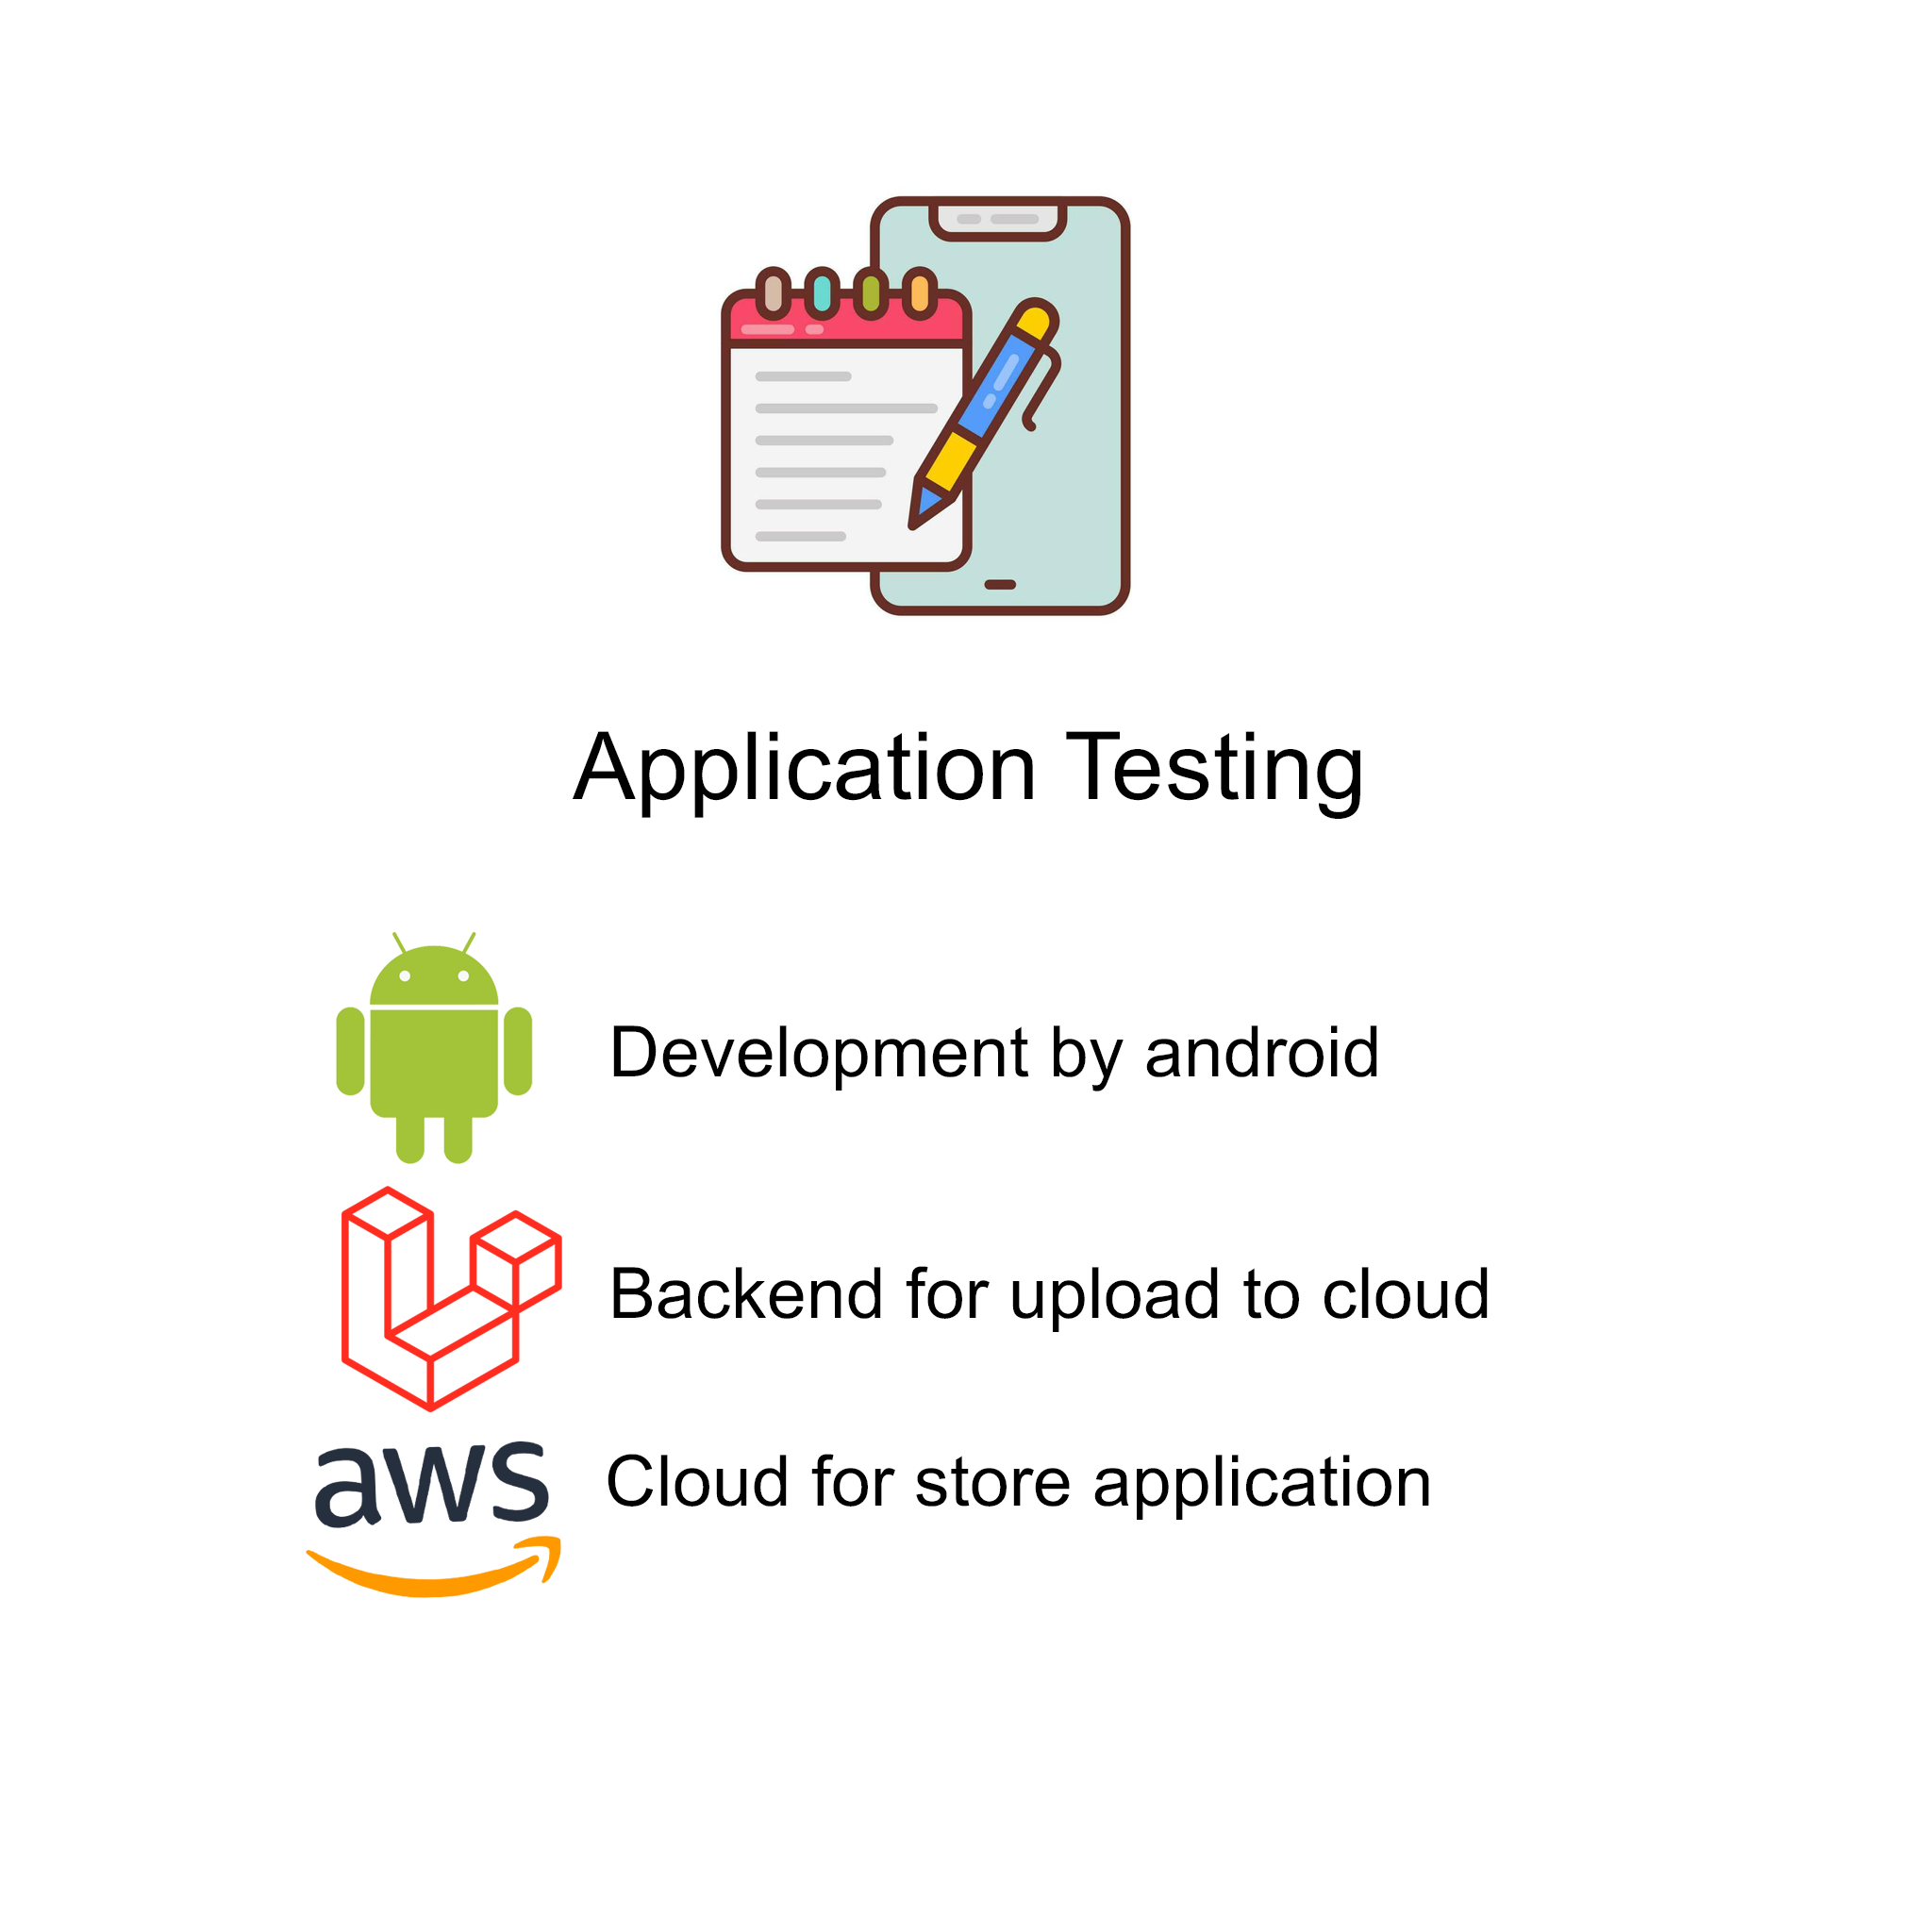 Application Testing
Development by android
Backend for upload to cloud
aws
Cloud for store application